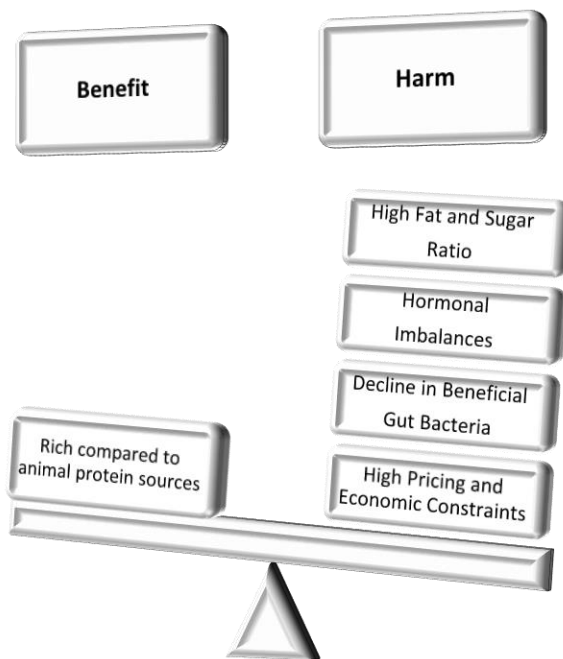 Benefit
Harm
High Fat and Sugar
Ratio
Hormonal
Imbalances
Decline in Beneficial
Gut Bacteria
High Pricing and
Economic Constraints
Rich compared to
animal protein sources